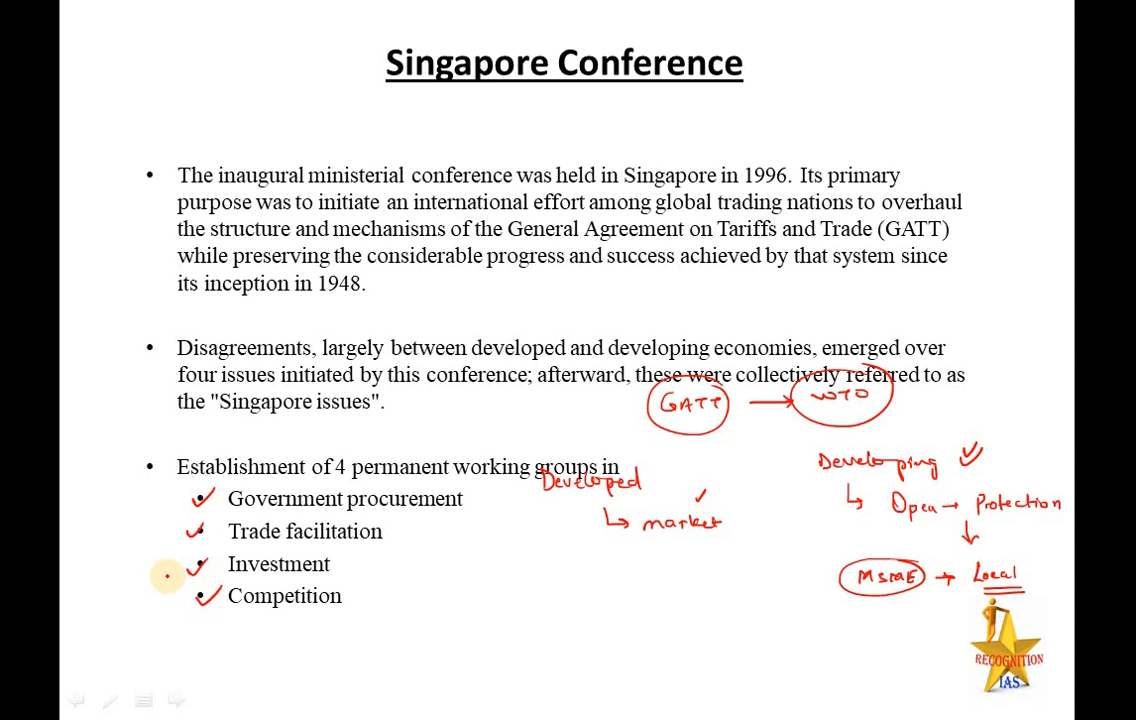 Singapore Conference
• The inaugural ministerial conference was held in Singapore in 1996. Its primary
purpose was to initiate an international effort among global trading nations to overhaul
the structure and mechanisms of the General Agreement on Tariffs and Trade (GATT)
while preserving the considerable progress and success achieved by that system since
its inception in 1948.
• Disagreements, largely between developed and developing economies, emerged over
four issues initiated by this conference; afterward, these were collectively referred to as
the "Singapore issues".
GATT → WTO
• Establishment of 4 permanent working groups in
• Government procurement
• Trade facilitation
• Investment
• Competition
Developed
↳ market
Developing
↳ Open → Protection
MSME → Local
RECOGNITION
IAS